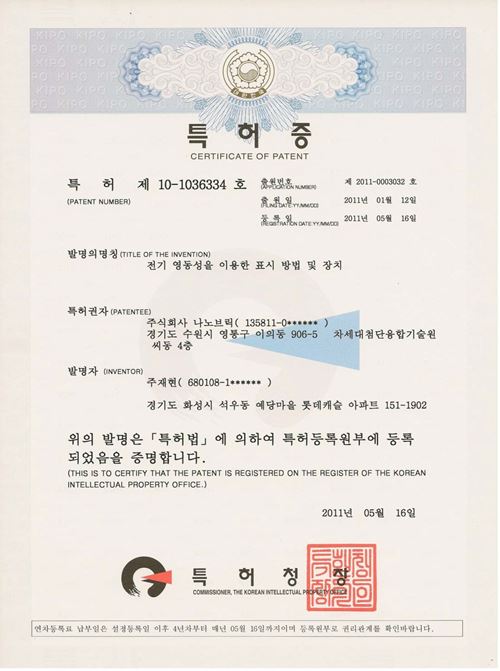 KIPO KIPO KIPO KIPO KIPO KIPO
대한민국
특 허 증
CERTIFICATE OF PATENT
특 허 제 10-1036334 호
(PATENT NUMBER)
출원번호 제 2011-0003032 호
(APPLICATION NUMBER)
출 원 일 2011년 01월 12일
(FILING DATE:YY/MM/DD)
등 록 일 2011년 05월 16일
(REGISTRATION DATE:YY/MM/DD)
발명의명칭 (TITLE OF THE INVENTION)
전기 영동성을 이용한 표시 방법 및 장치
특허권자 (PATENTEE)
주식회사 나노브릭( 135811-0****** )
경기도 수원시 영통구 이의동 906-5 차세대첨단융합기술원
씨동 4층
발명자 (INVENTOR)
주재현( 680108-1****** )
경기도 화성시 석우동 예당마을 롯데캐슬 아파트 151-1902
위의 발명은 「특허법」에 의하여 특허등록원부에 등록
되었음을 증명합니다.
(THIS IS TO CERTIFY THAT THE PATENT IS REGISTERED ON THE REGISTER OF THE KOREAN
INTELLECTUAL PROPERTY OFFICE.)
2011년 05월 16일
특 허 청 장
COMMISSIONER, THE KOREAN INTELLECTUAL PROPERTY OFFICE
연차등록료 납부일은 설정등록일 이후 4년차부터 매년 05월 16일까지이며 등록원부로 권리관계를 확인바랍니다.